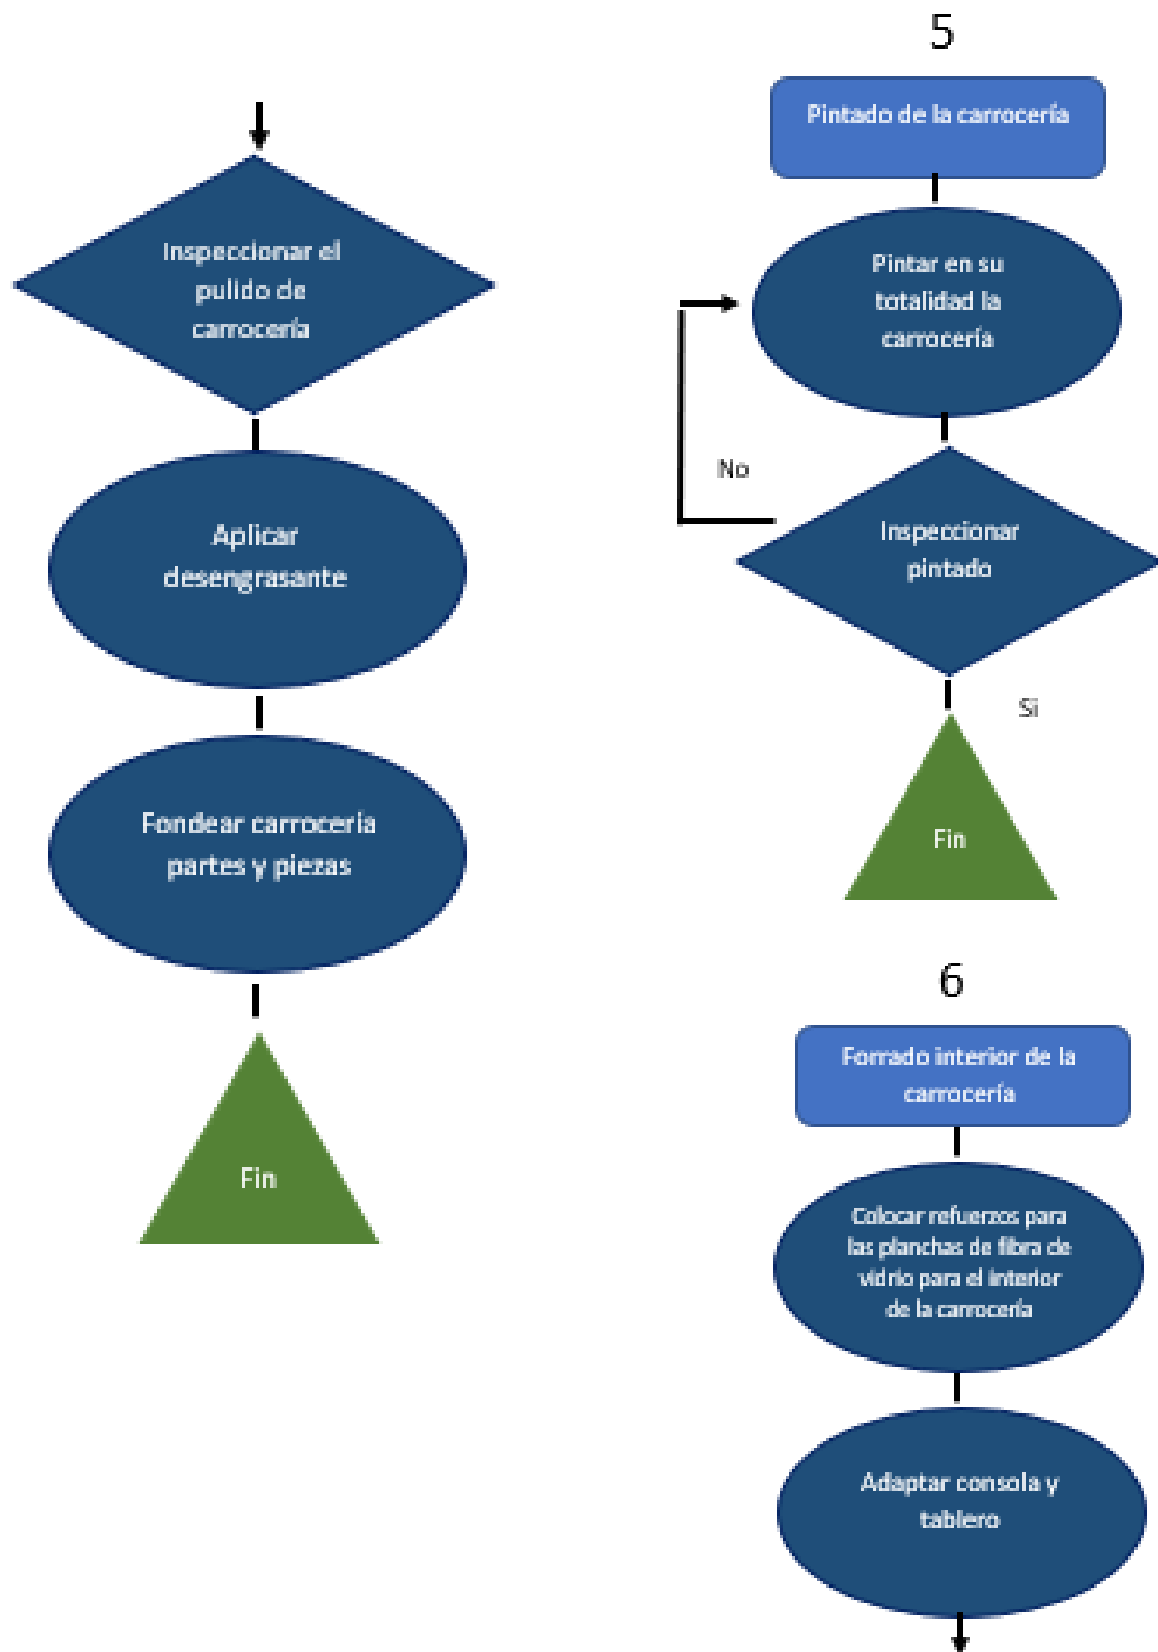 Inspeccionar el
pulido de
carrocería
Aplicar
desengrasante
Fondear carrocería
partes y piezas
Fin
5
Pintado de la carrocería
Pintar en su
totalidad la
carrocería
No
Inspeccionar
pintado
Si
Fin
6
Forrado interior de la
carrocería
Colocar refuerzos para
las planchas de fibra de
vidrio para el interior
de la carrocería
Adaptar consola y
tablero